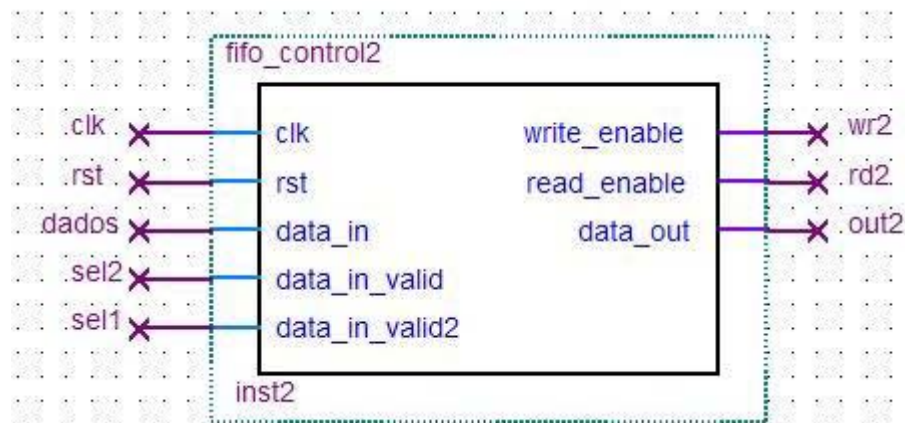 fifo_control2
clk clk write_enable wr2
rst rst read_enable rd2
dados data_in data_out out2
sel2 data_in_valid
sel1 data_in_valid2
inst2